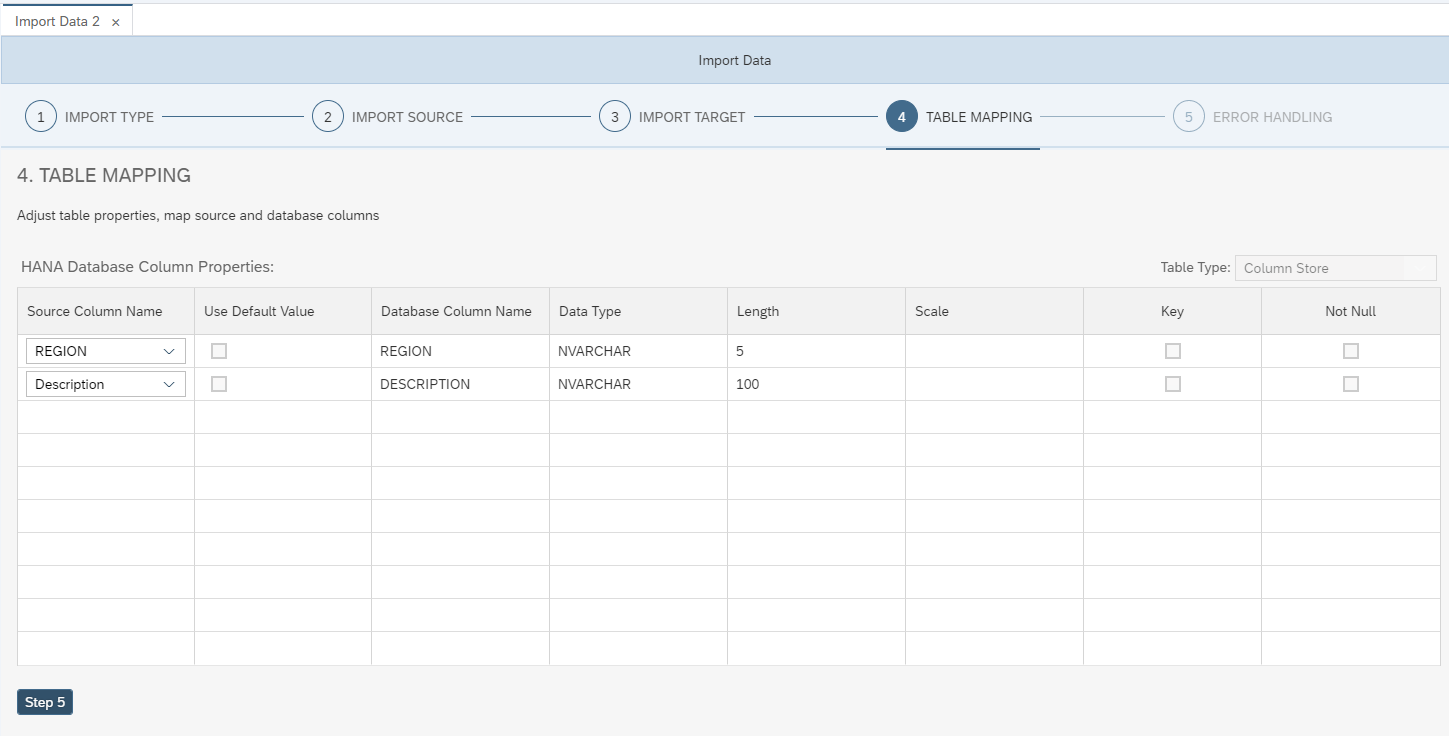 Import Data 2 ×
Import Data
1 IMPORT TYPE 2 IMPORT SOURCE 3 IMPORT TARGET 4 TABLE MAPPING 5 ERROR HANDLING
4. TABLE MAPPING
Adjust table properties, map source and database columns
HANA Database Column Properties: Table Type: Column Store
Source Column Name Use Default Value Database Column Name Data Type Length Scale Key Not Null
REGION REGION NVARCHAR 5
Description DESCRIPTION NVARCHAR 100
Step 5